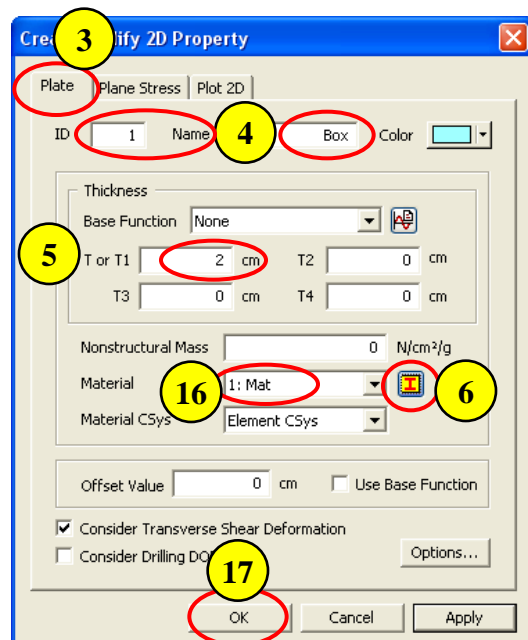 Crea 3 dify 2D Property
Plate Plane Stress Plot 2D
ID 1 Name 4 Box Color
Thickness
Base Function None
5 T or T1 2 cm T2 0 cm
T3 0 cm T4 0 cm
Nonstructural Mass 0 N/cm²/g
Material 16 1: Mat 6
Material CSys Element CSys
Offset Value 0 cm Use Base Function
Consider Transverse Shear Deformation
Consider Drilling DO
Options...
17
OK Cancel Apply